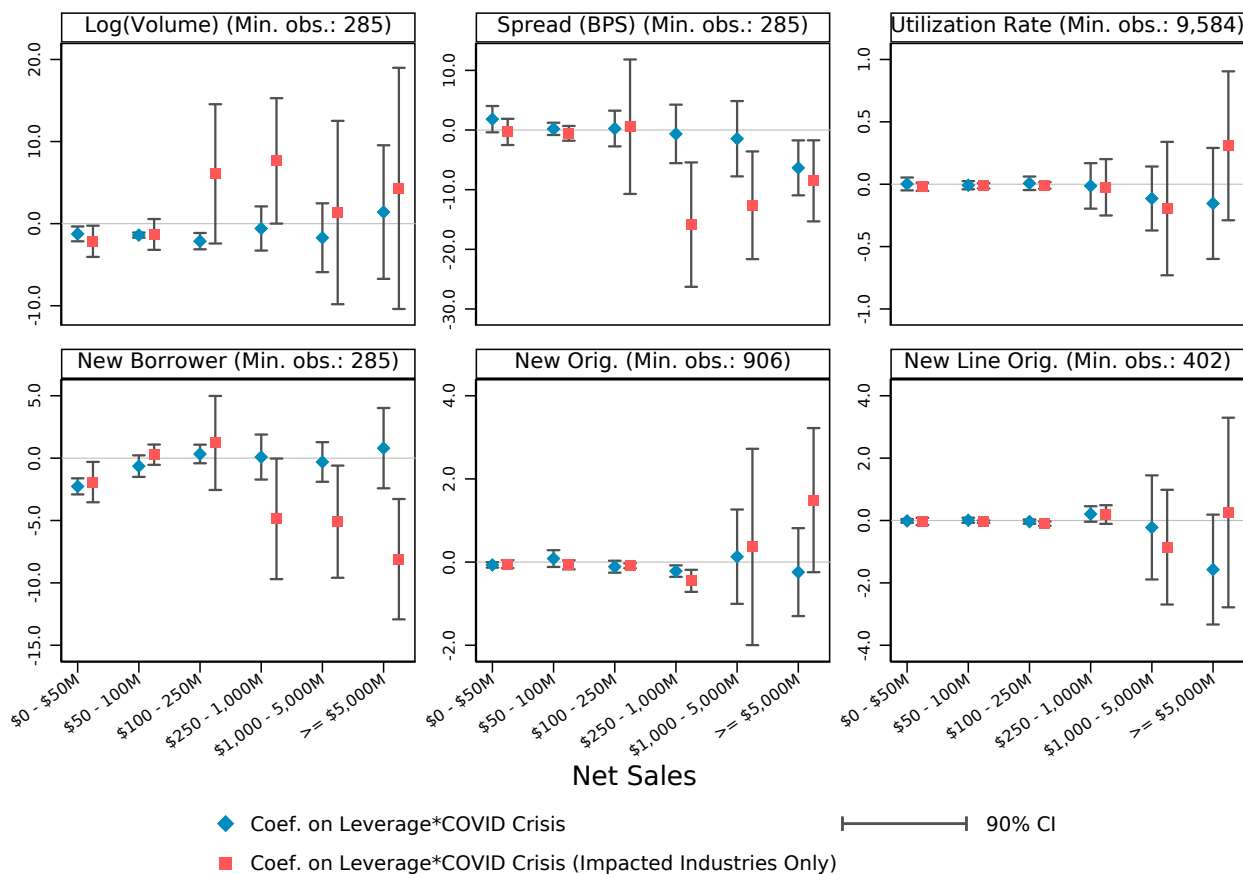 Log(Volume) (Min. obs.: 285)
Spread (BPS) (Min. obs.: 285)
Utilization Rate (Min. obs.: 9,584)
20.0
10.0
0.0
-10.0
10.0
0.0
-10.0
-20.0
-30.0
1.0
0.5
0.0
-0.5
-1.0
New Borrower (Min. obs.: 285)
New Orig. (Min. obs.: 906)
New Line Orig. (Min. obs.: 402)
5.0
0.0
-5.0
-10.0
-15.0
4.0
2.0
0.0
-2.0
4.0
2.0
0.0
-2.0
-4.0
$0 - $50M
$50 - 100M
$100 - 250M
$250 - 1,000M
$1,000 - 5,000M
>= $5,000M
$0 - $50M
$50 - 100M
$100 - 250M
$250 - 1,000M
$1,000 - 5,000M
>= $5,000M
$0 - $50M
$50 - 100M
$100 - 250M
$250 - 1,000M
$1,000 - 5,000M
>= $5,000M
Net Sales
Coef. on Leverage*COVID Crisis
90% CI
Coef. on Leverage*COVID Crisis (Impacted Industries Only)